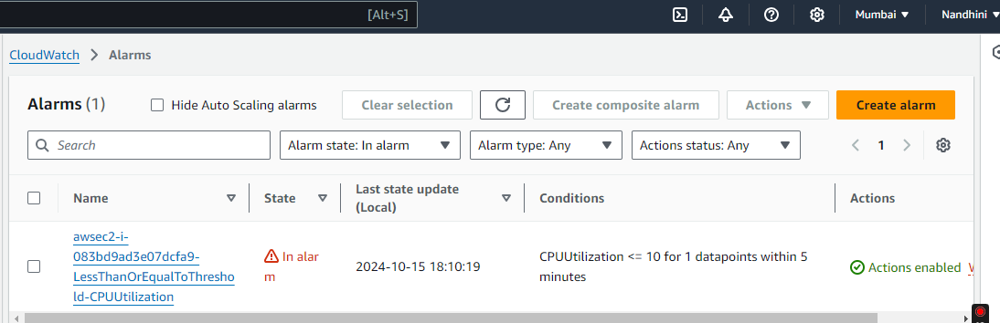 [Alt+S]
Mumbai
Nandhini
CloudWatch
Alarms
Alarms (1)
Hide Auto Scaling alarms
Clear selection
Create composite alarm
Actions
Create alarm
Search
Alarm state: In alarm
Alarm type: Any
Actions status: Any
1
Name
State
Last state update
(Local)
Conditions
Actions
awsec2-i-
083bd9ad3e07dcfa9-
LessThanOrEqualToThresho
ld-CPUUtilization
In alar
m
2024-10-15 18:10:19
CPUUtilization <= 10 for 1 datapoints within 5
minutes
Actions enabled